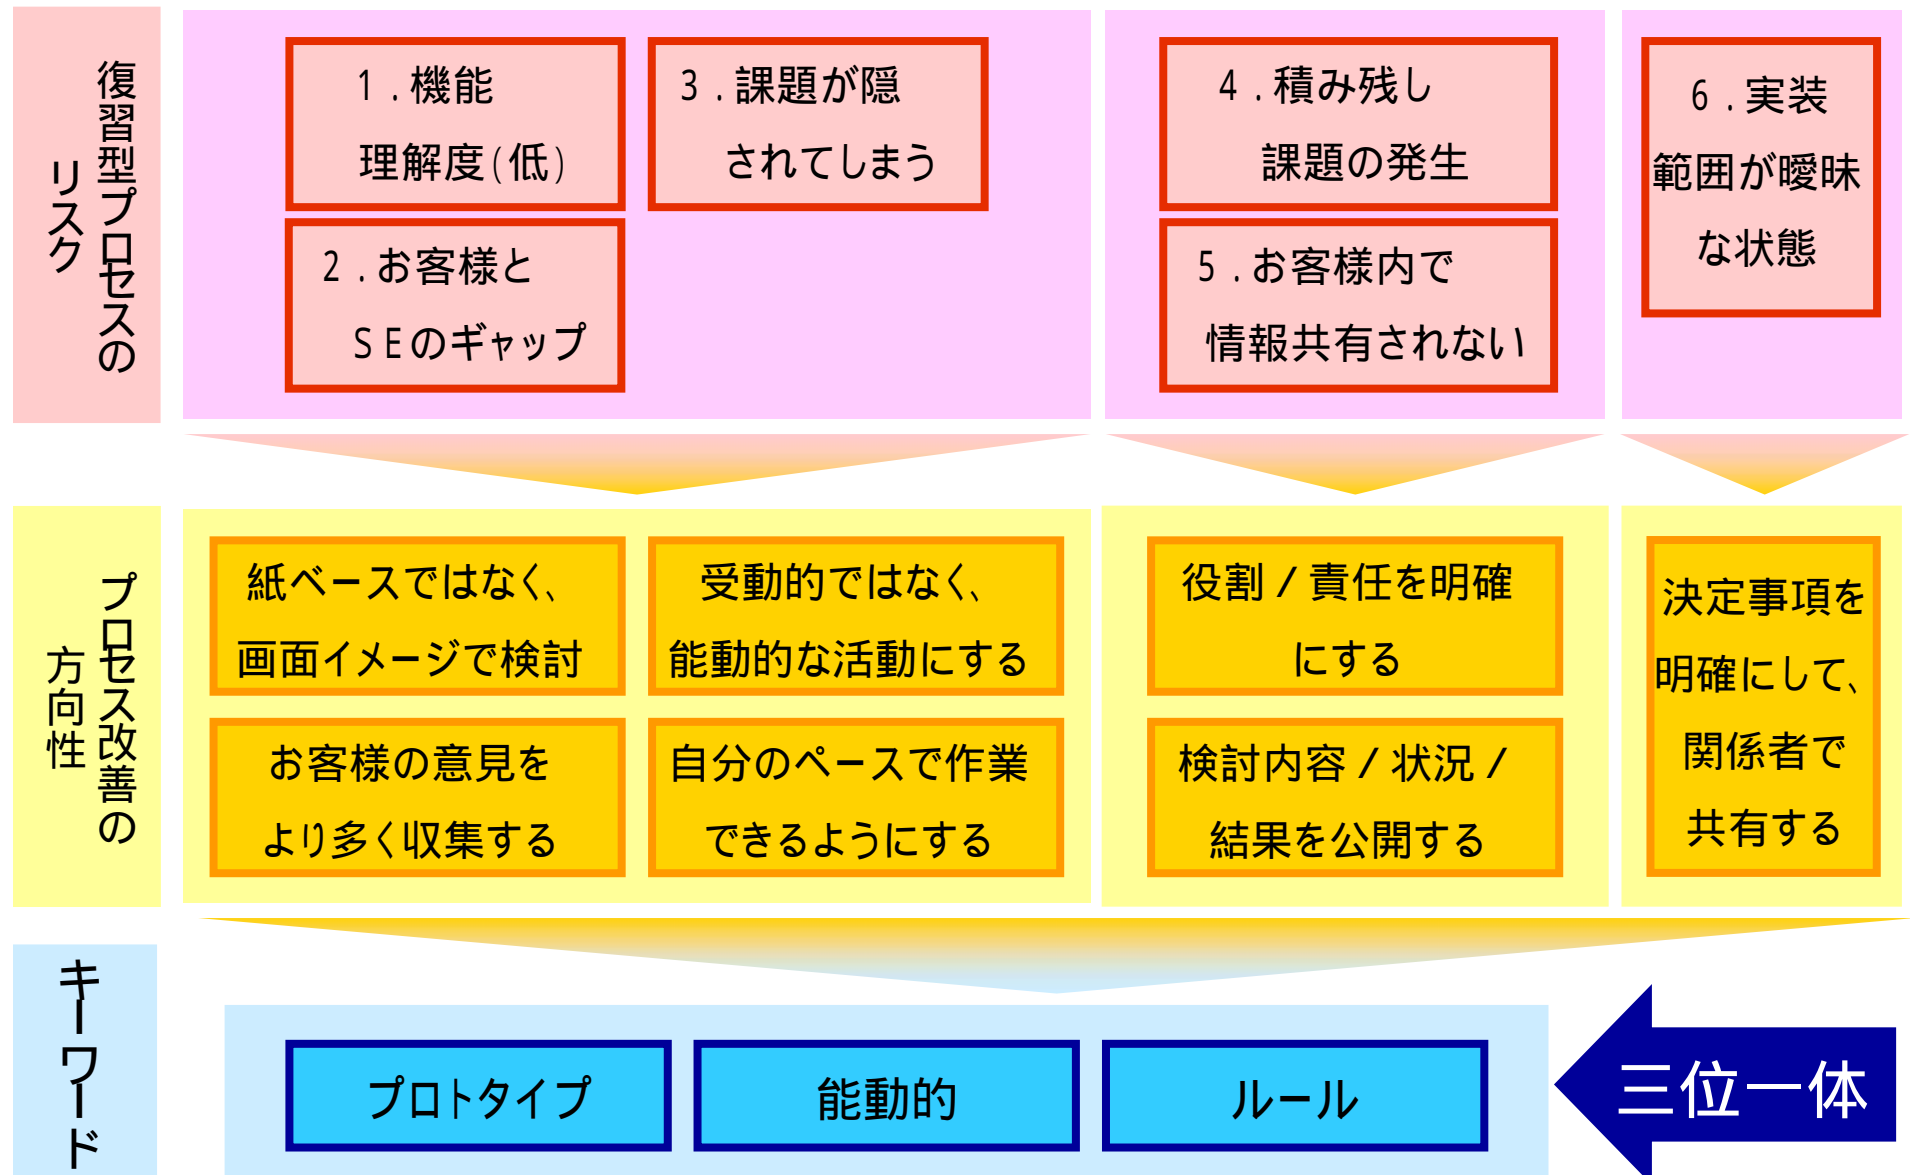 復習型プロセスの
リスク
1．機能
理解度(低)
3．課題が隠
されてしまう
2．お客様と
SEのギャップ
4．積み残し
課題の発生
5．お客様内で
情報共有されない
6．実装
範囲が曖昧
な状態
プロセス改善の
方向性
紙ベースではなく、
画面イメージで検討
受動的ではなく、
能動的な活動にする
お客様の意見を
より多く収集する
自分のペースで作業
できるようにする
役割/責任を明確
にする
検討内容/状況/
結果を公開する
決定事項を
明確にして、
関係者で
共有する
キーワード
プロトタイプ
能動的
ルール
三位一体